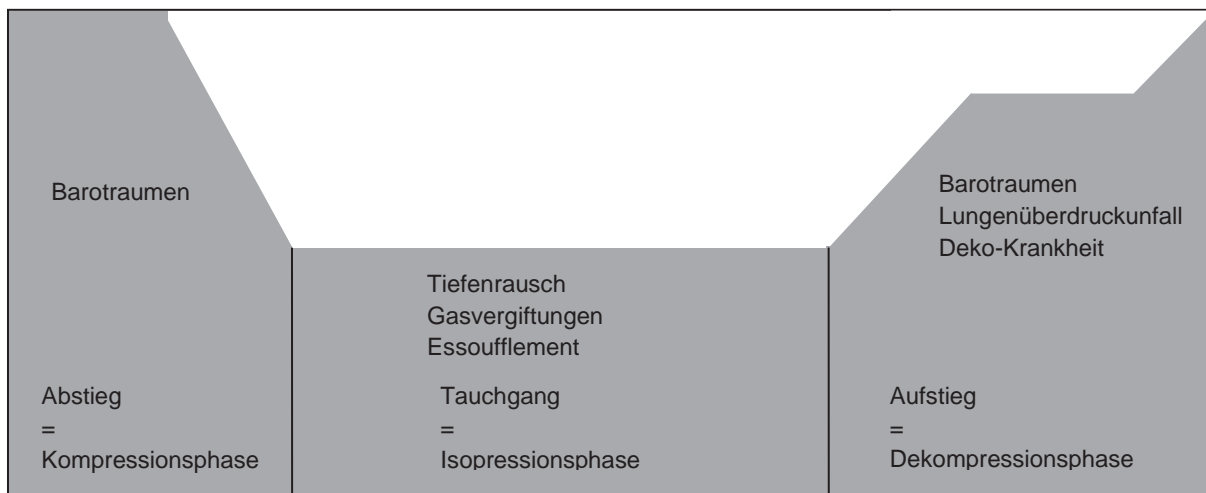 Barotraumen
Abstieg
=
Kompressionsphase
Tiefenrausch
Gasvergiftungen
Essoufflement
Tauchgang
=
Isopressionsphase
Barotraumen
Lungenüberdruckunfall
Deko-Krankheit
Aufstieg
=
Dekompressionsphase